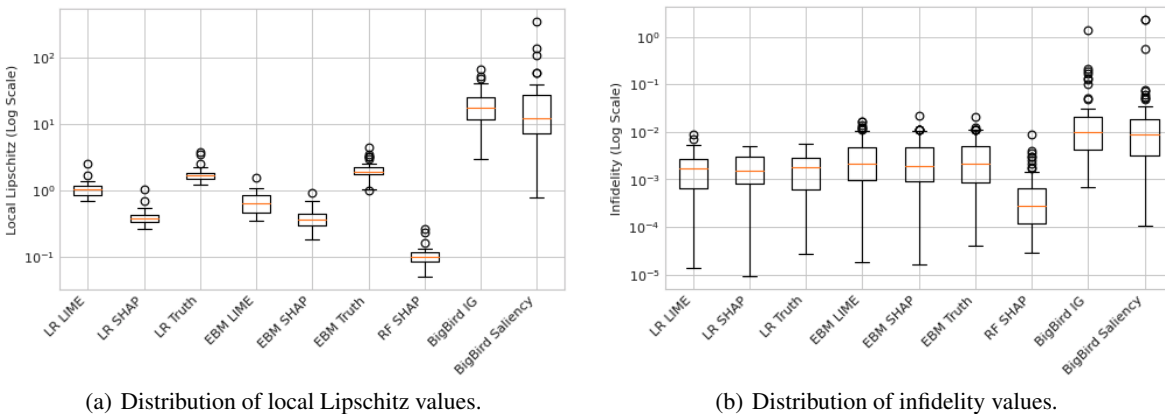 Local Lipschitz (Log Scale)
10²
10¹
10⁰
10⁻¹
LR LIME
LR SHAP
LR Truth
EBM LIME
EBM SHAP
EBM Truth
RF SHAP
BigBird IG
BigBird Saliency
(a) Distribution of local Lipschitz values.
Infidelity (Log Scale)
10⁰
10⁻¹
10⁻²
10⁻³
10⁻⁴
10⁻⁵
LR LIME
LR SHAP
LR Truth
EBM LIME
EBM SHAP
EBM Truth
RF SHAP
BigBird IG
BigBird Saliency
(b) Distribution of infidelity values.